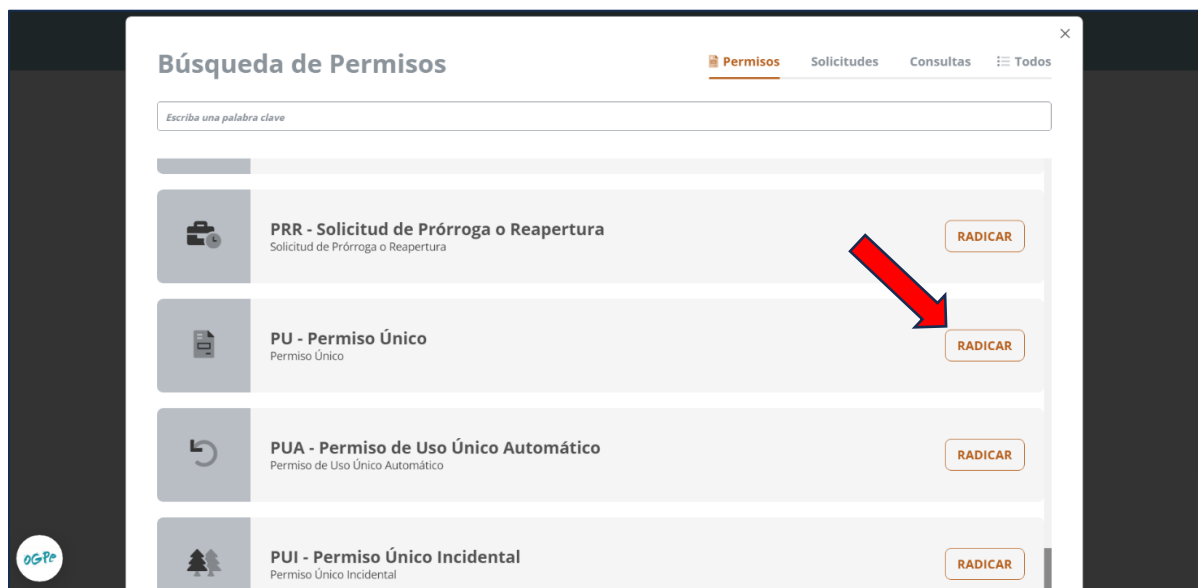 Búsqueda de Permisos
Permisos Solicitudes Consultas Todos
Escriba una palabra clave
PRR - Solicitud de Prórroga o Reapertura
Solicitud de Prórroga o Reapertura
RADICAR
PU - Permiso Único
Permiso Único
RADICAR
PUA - Permiso de Uso Único Automático
Permiso de Uso Único Automático
RADICAR
PUI - Permiso Único Incidental
Permiso Único Incidental
RADICAR
OGPe